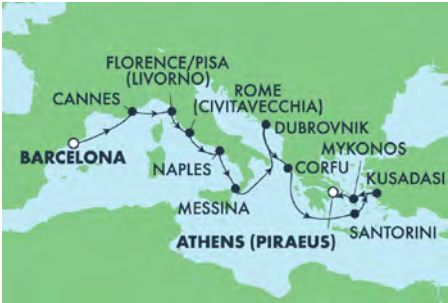 FLORENCE/PISA
(LIVORNO)
CANNES
ROME
(CIVITAVECCHIA)
DUBROVNIK
BARCELONA
MYKONOS
NAPLES
CORFU
KUSADASI
MESSINA
SANTORINI
ATHENS (PIRAEUS)